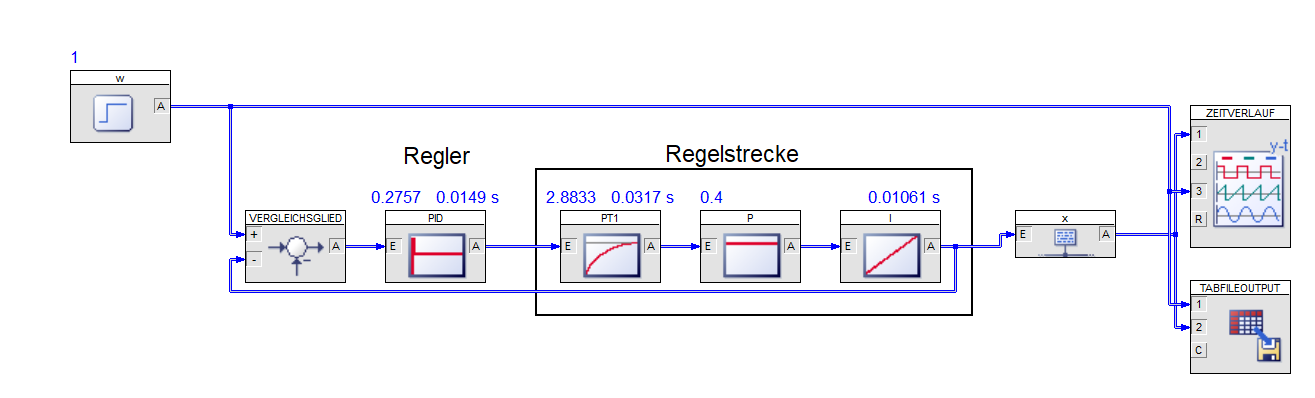 1
w
A
Regler
Regelstrecke
0.2757 0.0149 s
2.8833 0.0317 s
0.4
0.01061 s
VERGLEICHSGLIED
+
-
A
PID
E A
PT1
E A
P
E A
I
E A
x
E A
ZEITVERLAUF
1
2
3
R
y-t
TABFILEOUTPUT
1
2
C